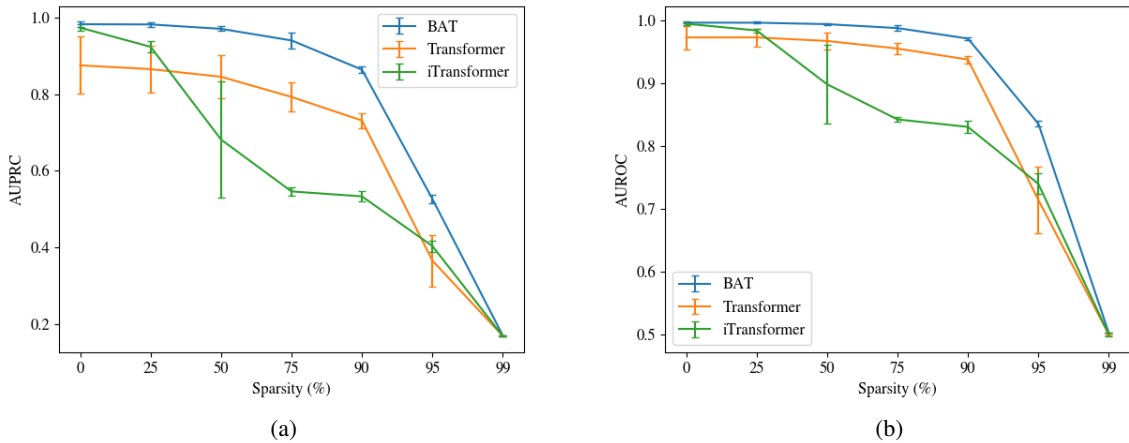 1.0
0.8
0.6
0.4
0.2
AUPRC
BAT
Transformer
iTransformer
0 25 50 75 90 95 99
Sparsity (%)
(a)
1.0
0.9
0.8
0.7
0.6
0.5
AUROC
BAT
Transformer
iTransformer
0 25 50 75 90 95 99
Sparsity (%)
(b)